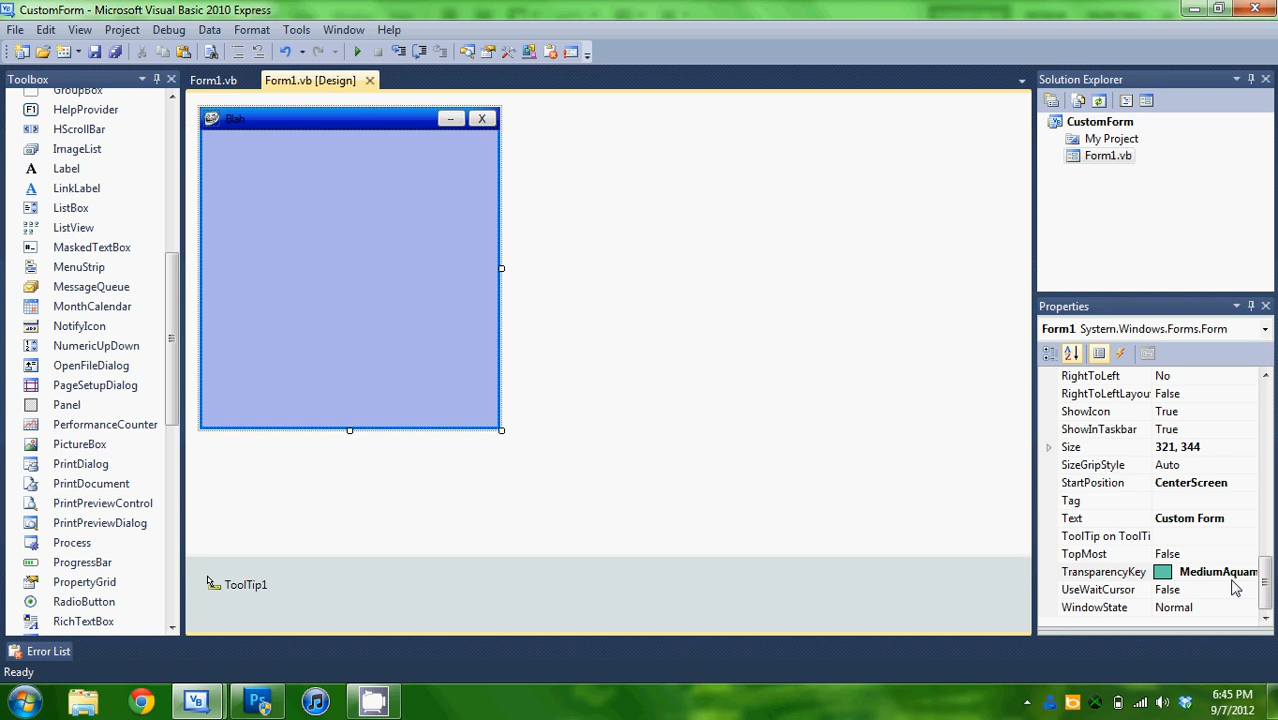 CustomForm - Microsoft Visual Basic 2010 Express
File Edit View Project Debug Data Format Tools Window Help
Toolbox
GroupBox
HelpProvider
HScrollBar
ImageList
Label
LinkLabel
ListBox
ListView
MaskedTextBox
MenuStrip
MessageQueue
MonthCalendar
NotifyIcon
NumericUpDown
OpenFileDialog
PageSetupDialog
Panel
PerformanceCounter
PictureBox
PrintDialog
PrintDocument
PrintPreviewControl
PrintPreviewDialog
Process
ProgressBar
PropertyGrid
RadioButton
RichTextBox
Form1.vb Form1.vb [Design]
Blah
– X
ToolTip1
Solution Explorer
CustomForm
My Project
Form1.vb
Properties
Form1 System.Windows.Forms.Form
RightToLeft No
RightToLeftLayou False
ShowIcon True
ShowInTaskbar True
Size 321, 344
SizeGripStyle Auto
StartPosition CenterScreen
Tag
Text Custom Form
ToolTip on ToolTi
TopMost False
TransparencyKey MediumAquam
UseWaitCursor False
WindowState Normal
Error List
Ready
VB Ps
6:45 PM
9/7/2012